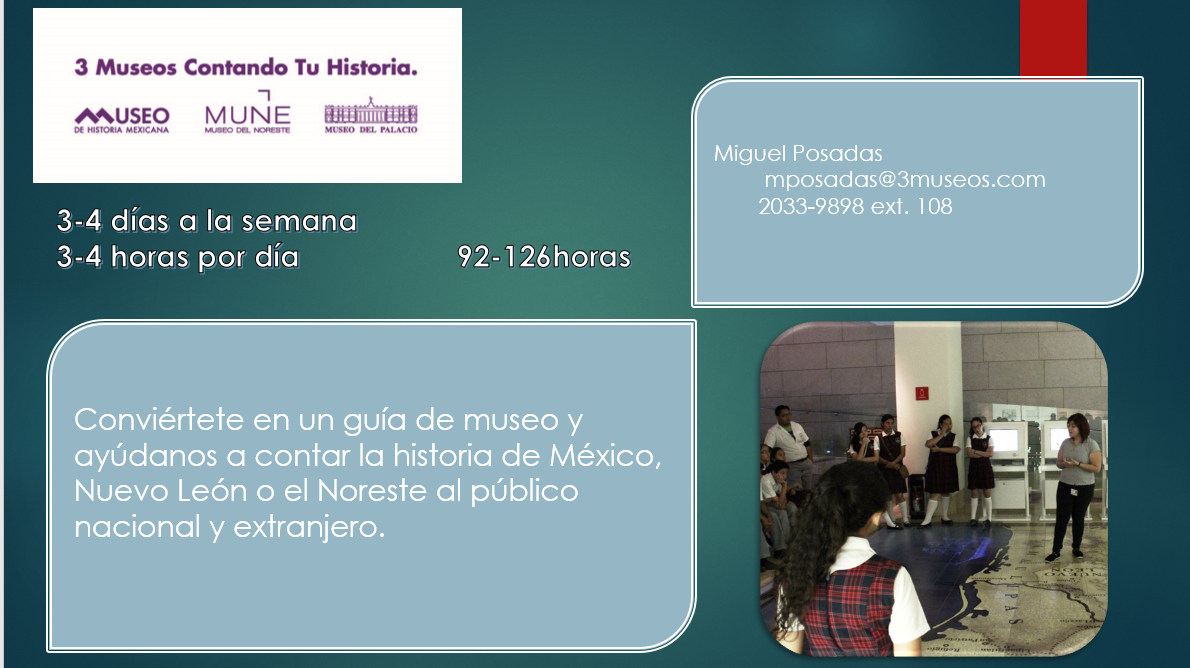 3 Museos Contando Tu Historia.
MUSEO
DE HISTORIA MEXICANA
MUNE
MUSEO DEL NORESTE
MUSEO DEL PALACIO
Miguel Posadas
mposadas@3museos.com
2033-9898 ext. 108
3-4 días a la semana
3-4 horas por día
92-126horas
Conviértete en un guía de museo y
ayúdanos a contar la historia de México,
Nuevo León o el Noreste al público
nacional y extranjero.
NUEVO
LEÓN